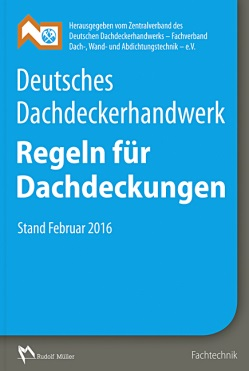 Herausgegeben vom Zentralverband des
Deutschen Dachdeckerhandwerks – Fachverband
Dach-, Wand- und Abdichtungstechnik – e.V.
Deutsches
Dachdeckerhandwerk
Regeln für
Dachdeckungen
Stand Februar 2016
Rudolf Müller
Fachtechnik